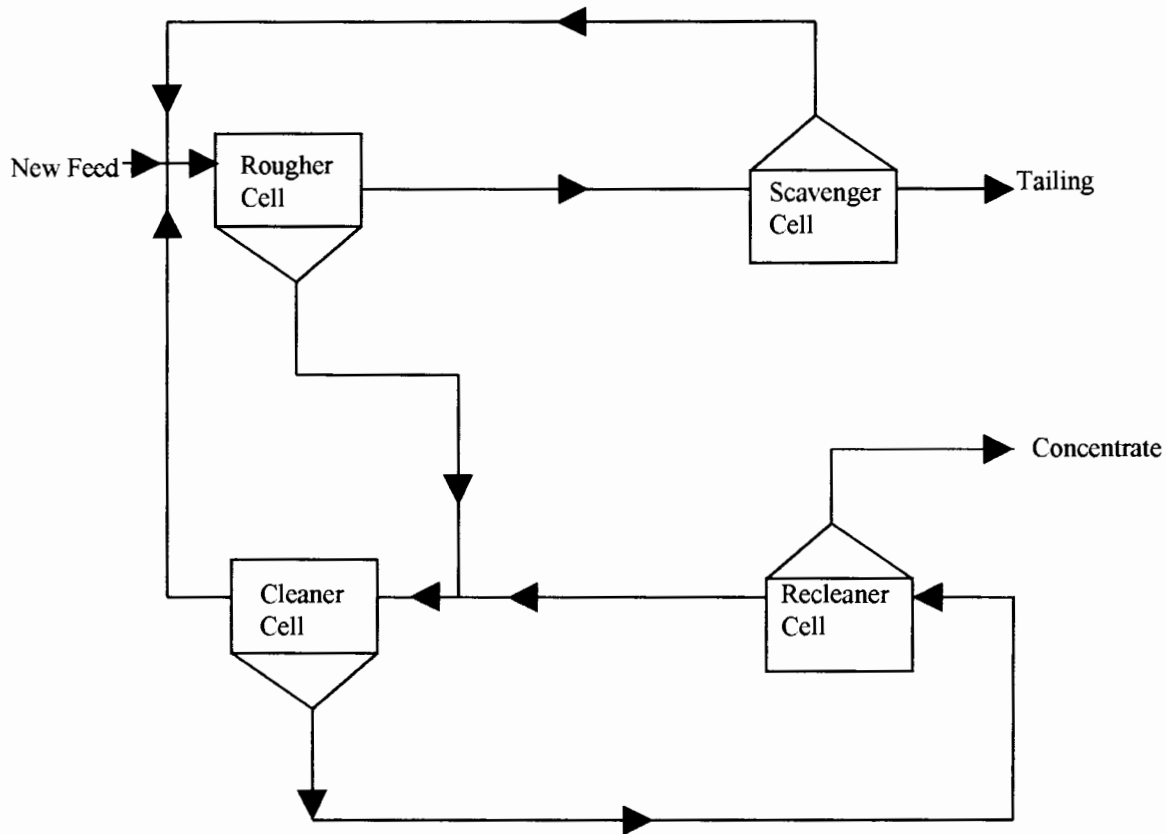 New Feed
Rougher
Cell
Scavenger
Cell
Tailing
Concentrate
Cleaner
Cell
Recleaner
Cell